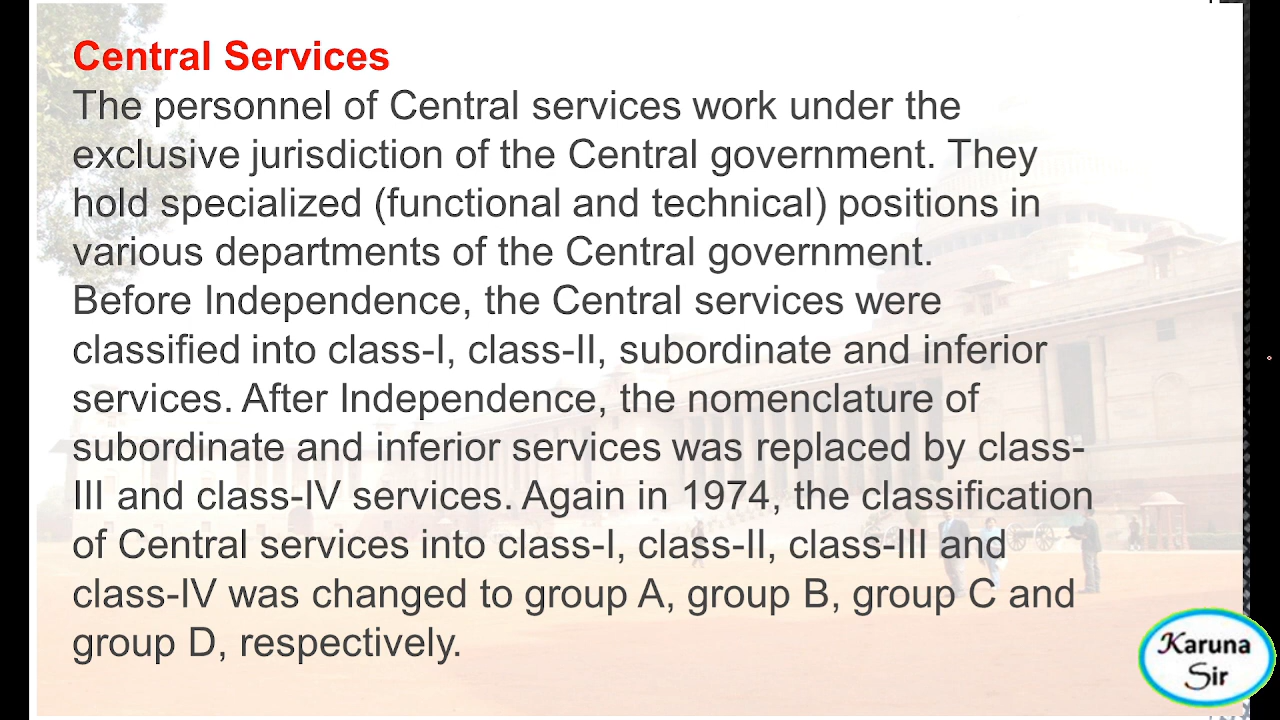 Central Services
The personnel of Central services work under the
exclusive jurisdiction of the Central government. They
hold specialized (functional and technical) positions in
various departments of the Central government.
Before Independence, the Central services were
classified into class-I, class-II, subordinate and inferior
services. After Independence, the nomenclature of
subordinate and inferior services was replaced by class-
III and class-IV services. Again in 1974, the classification
of Central services into class-I, class-II, class-III and
class-IV was changed to group A, group B, group C and
group D, respectively.
Karuna
Sir